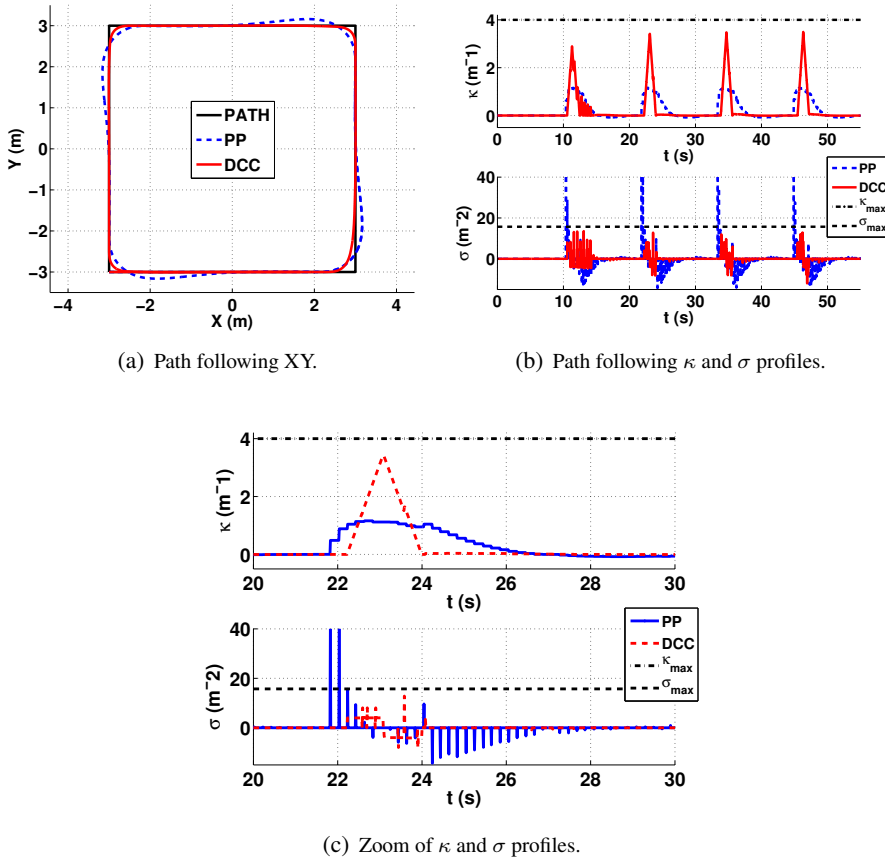 3
2
1
0
−1
−2
−3
Y (m)
−4 −2 0 2 4
X (m)
PATH
PP
DCC
(a) Path following XY.
4
2
0
κ (m^-1)
0 10 20 30 40 50
t (s)
40
20
0
σ (m^-2)
0 10 20 30 40 50
t (s)
PP
DCC
κmax
σmax
(b) Path following κ and σ profiles.
4
2
0
κ (m^-1)
20 22 24 26 28 30
t (s)
40
20
0
σ (m^-2)
20 22 24 26 28 30
t (s)
PP
DCC
κmax
σmax
(c) Zoom of κ and σ profiles.